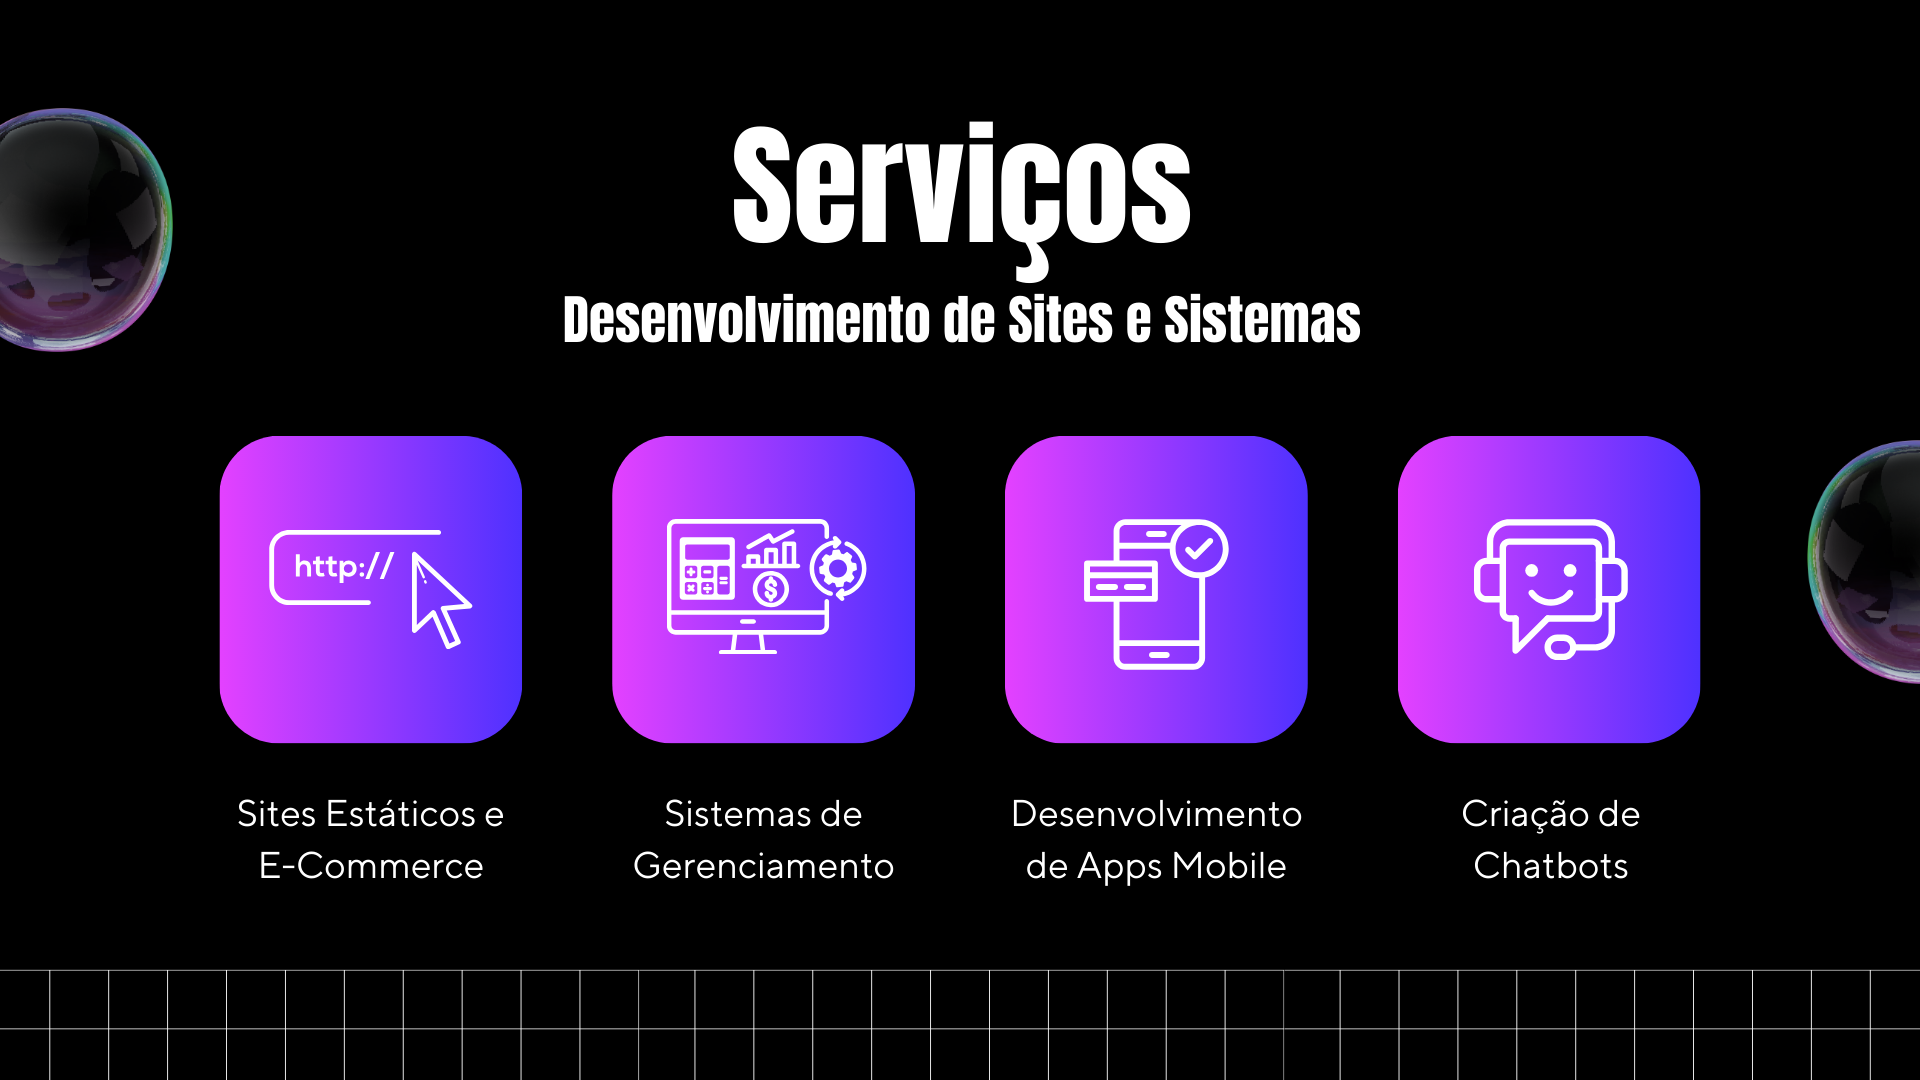 Serviços
Desenvolvimento de Sites e Sistemas
http://
$
Sites Estáticos e
E-Commerce
Sistemas de
Gerenciamento
Desenvolvimento
de Apps Mobile
Criação de
Chatbots